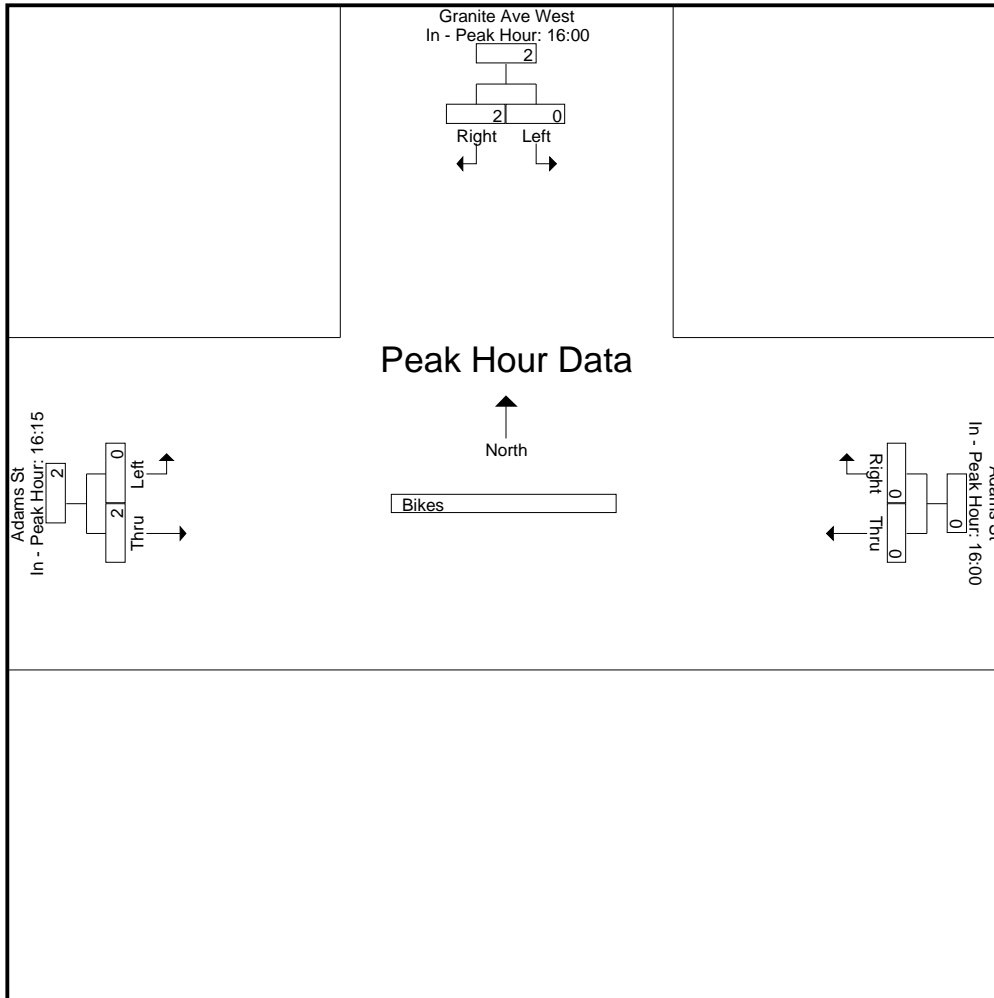 Granite Ave West
In - Peak Hour: 16:00
2
2 0
Right Left
Peak Hour Data
North
Bikes
Adams St
In - Peak Hour: 16:15
2
0
2
Left
Thru
Right
Thru
0
0
0
In - Peak Hour: 16:00
Adams St